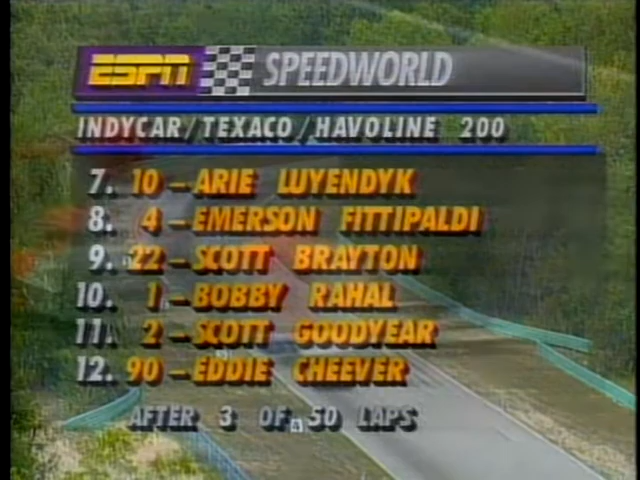 ESPN SPEEDWORLD
INDYCAR/TEXACO/HAVOLINE 200
7. 10 - ARIE LUYENDYK
8. 4 - EMERSON FITTIPALDI
9. 22 - SCOTT BRAYTON
10. 1 - BOBBY RAHAL
11. 2 - SCOTT GOODYEAR
12. 90 - EDDIE CHEEVER
AFTER 3 OF 50 LAPS